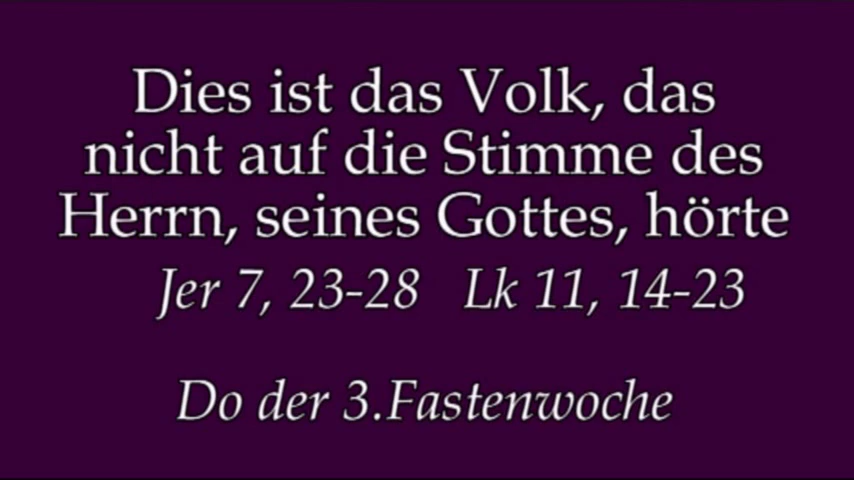 Dies ist das Volk, das
nicht auf die Stimme des
Herrn, seines Gottes, hörte
Jer 7, 23-28 Lk 11, 14-23
Do der 3.Fastenwoche